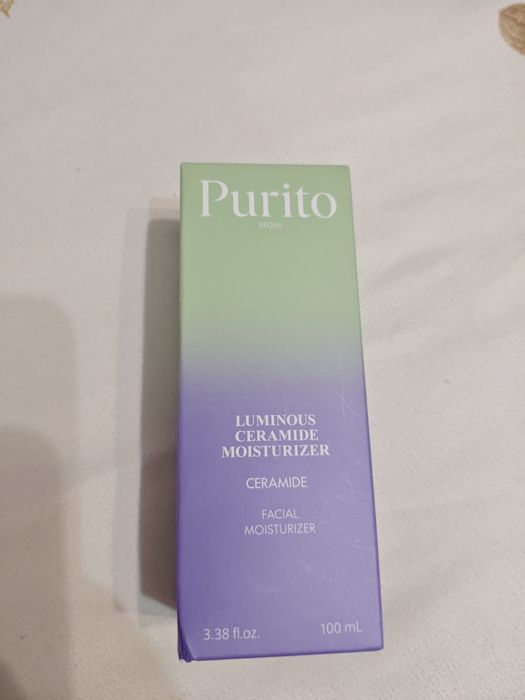 Purito
SEOUL
LUMINOUS
CERAMIDE
MOISTURIZER
CERAMIDE
FACIAL
MOISTURIZER
3.38 fl.oz. 100 mL